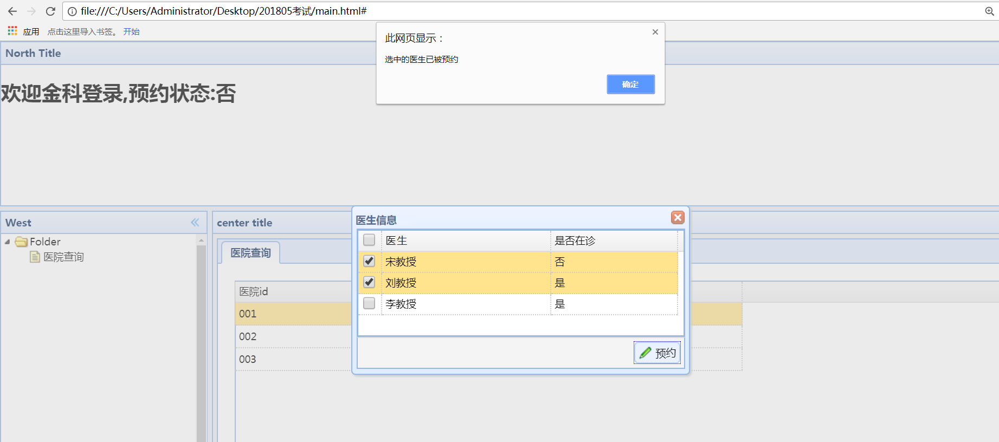 file:///C:/Users/Administrator/Desktop/201805考试/main.html#
应用 点击这里导入书签。 开始
此网页显示：
选中的医生已被预约
确定
North Title
欢迎金科登录,预约状态:否
West
Folder
医院查询
center title
医院查询
医院id
001
002
003
医生信息
医生 是否在诊
宋教授 否
刘教授 是
李教授 是
预约